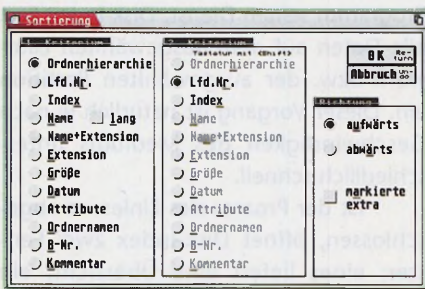 Sortierung
1. Kriterium
Ordnerhierarchie
Lfd.Nr.
Index
Name lang
Name+Extension
Extension
Größe
Datum
Attribute
Ordnernamen
B-Nr.
Kommentar
2. Kriterium
Tastatur mit (Shift)
Ordnerhierarchie
Lfd.Nr.
Index
Name
Name+Extension
Extension
Größe
Datum
Attribute
Ordnernamen
B-Nr.
Kommentar
OK Return
Abbruch Undo
Richtung
aufwärts
abwärts
markierte
extra